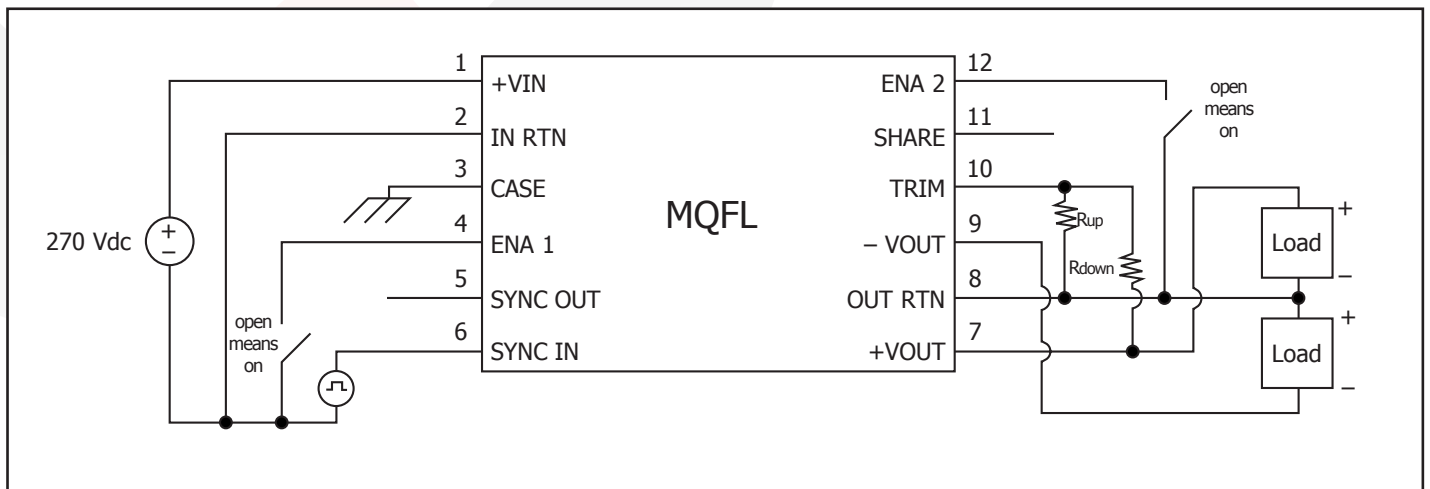 1
+VIN
2
IN RTN
3
CASE
4
ENA 1
5
SYNC OUT
6
SYNC IN
270 Vdc
+
−
open
means
on
MQFL
12
ENA 2
11
SHARE
10
TRIM
9
− VOUT
8
OUT RTN
7
+VOUT
Rup
Rdown
open
means
on
+
Load
−
+
Load
−